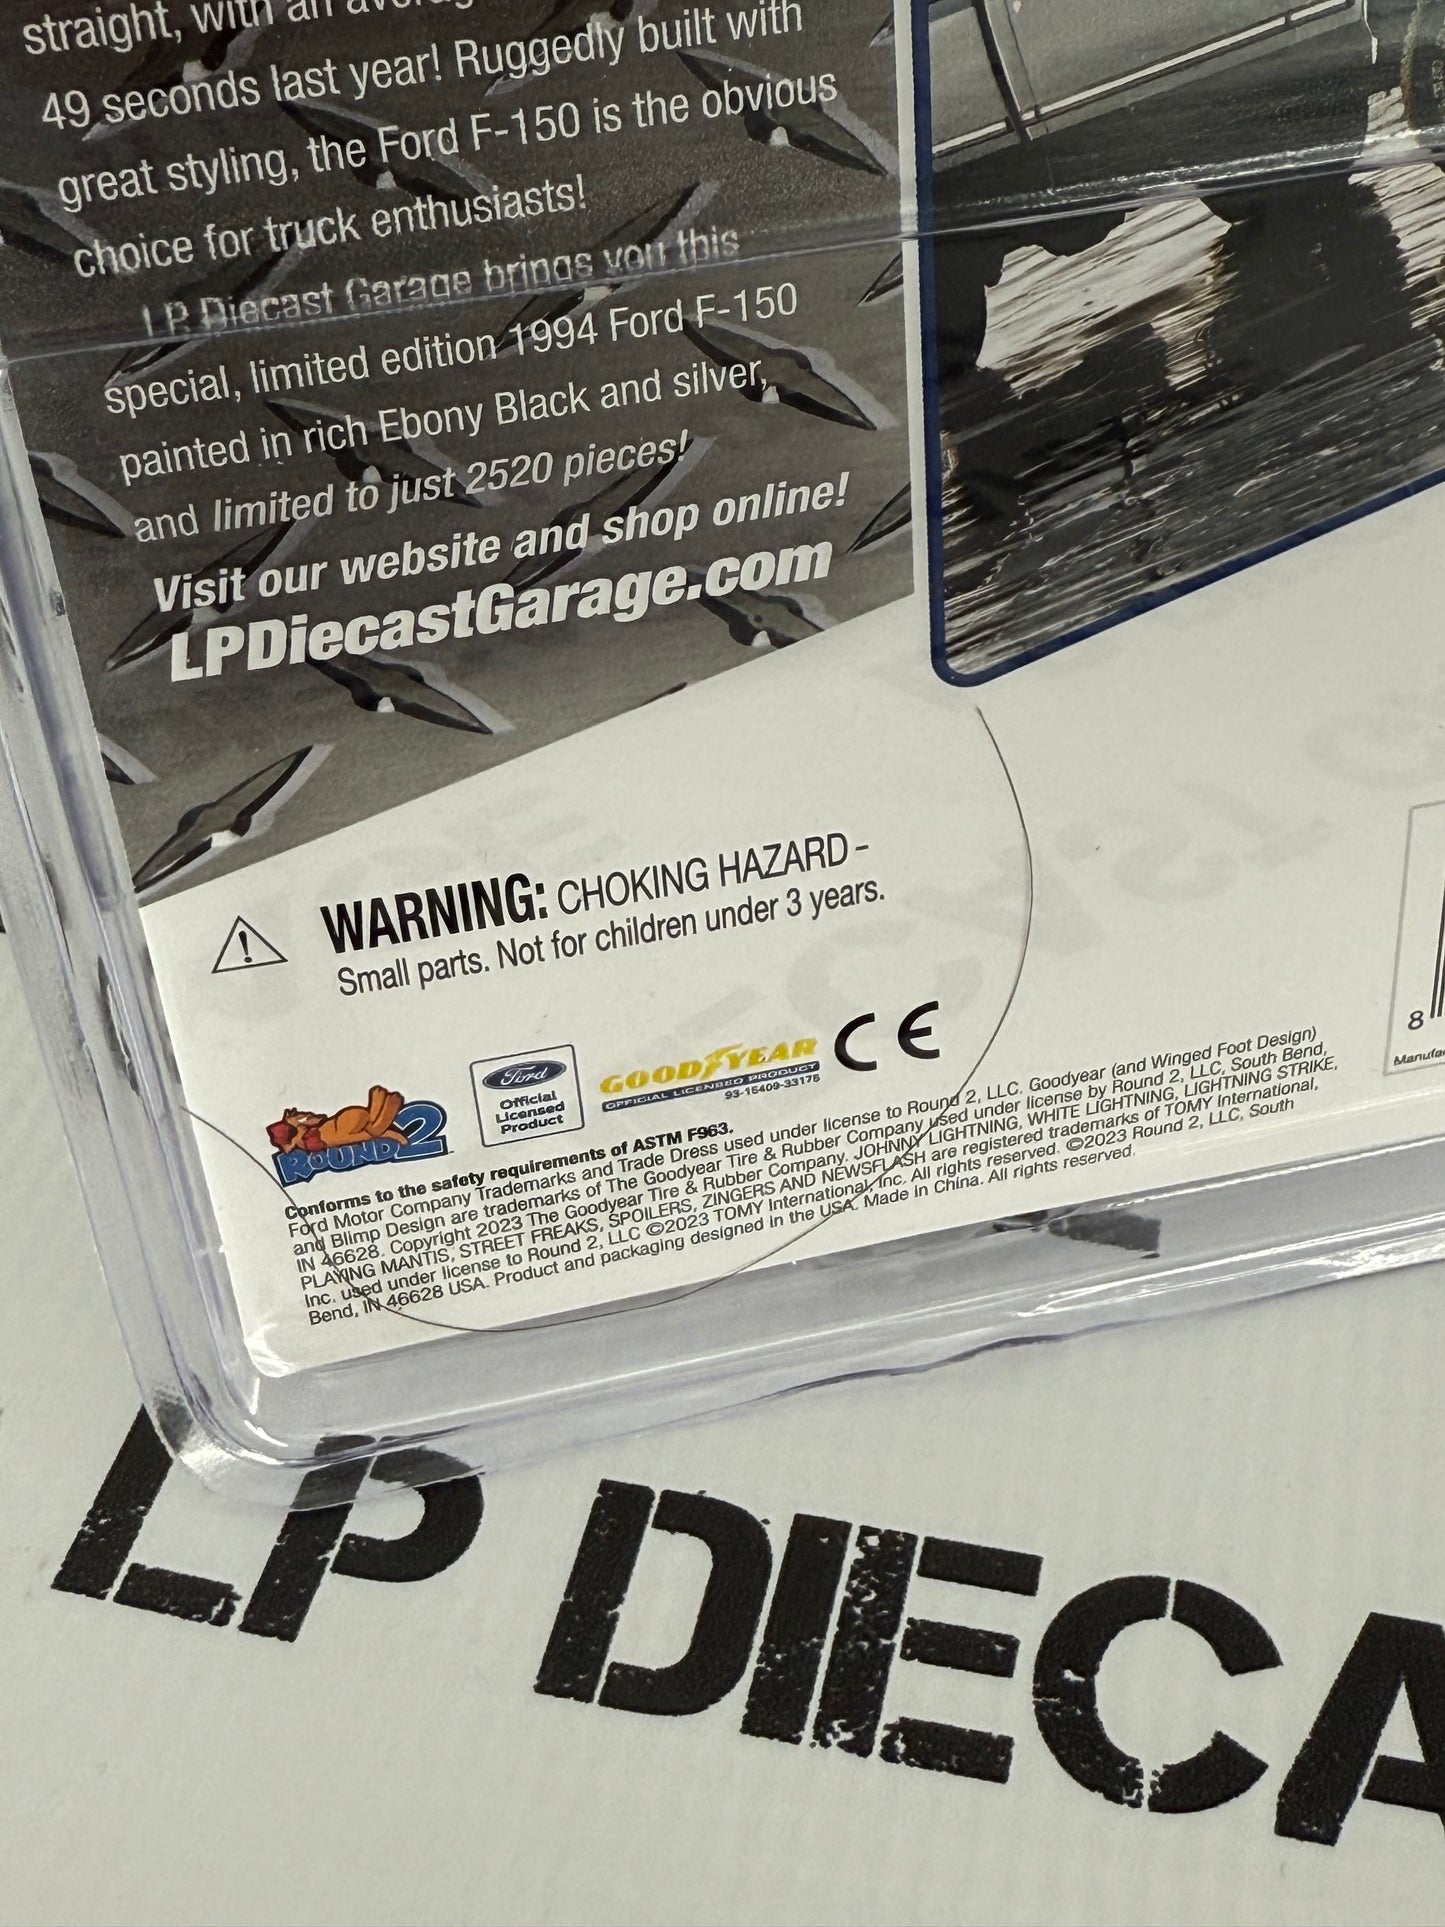 straight, with an
49 seconds last year! Ruggedly built with
great styling, the Ford F-150 is the obvious
choice for truck enthusiasts!
LP Diecast Garage brings you this
special, limited edition 1994 Ford F-150
painted in rich Ebony Black and silver,
and limited to just 2520 pieces!
Visit our website and shop online!
LPDiecastGarage.com
WARNING: CHOKING HAZARD -
Small parts. Not for children under 3 years.
ROUND 2
Ford
Official
Licensed
Product
GOODYEAR
OFFICIAL LICENSED PRODUCT
93-15409-33175
CE
8
Conforms to the safety requirements of ASTM F963.
Ford Motor Company Trademarks and Trade Dress used under license to Round 2, LLC. Goodyear (and Winged Foot Design)
and Blimp Design are trademarks of The Goodyear Tire & Rubber Company used under license by Round 2, LLC, South Bend,
IN 46628. Copyright 2023 The Goodyear Tire & Rubber Company. JOHNNY LIGHTNING, WHITE LIGHTNING, LIGHTNING STRIKE,
PLAYING MANTIS, STREET FREAKS, SPOILERS, ZINGERS AND NEWSFLASH are registered trademarks of TOMY International,
Inc. used under license to Round 2, LLC ©2023 TOMY International, Inc. All rights reserved. ©2023 Round 2, LLC, South
Bend, IN 46628 USA. Product and packaging designed in the USA. Made in China. All rights reserved.
LP DIECA